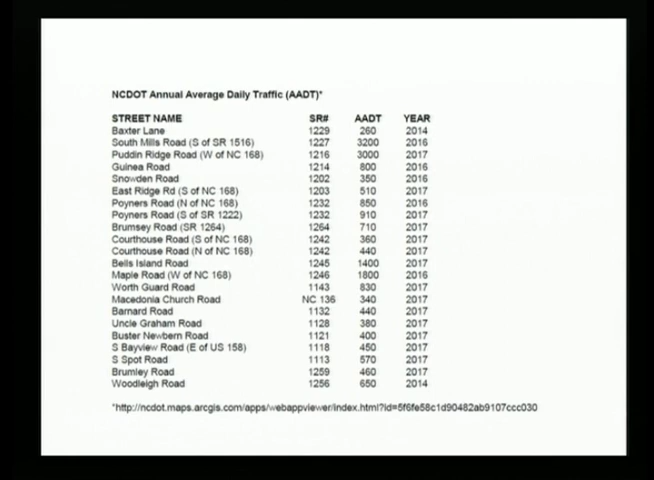 NCDOT Annual Average Daily Traffic (AADT)*
STREET NAME SR# AADT YEAR
Baxter Lane 1229 260 2014
South Mills Road (S of SR 1516) 1227 3200 2016
Puddin Ridge Road (W of NC 168) 1216 3000 2017
Guinea Road 1214 800 2016
Snowden Road 1202 350 2016
East Ridge Rd (S of NC 168) 1203 510 2017
Poyners Road (N of NC 168) 1232 850 2016
Poyners Road (S of SR 1222) 1232 910 2017
Brumsey Road (SR 1264) 1264 710 2017
Courthouse Road (S of NC 168) 1242 360 2017
Courthouse Road (N of NC 168) 1242 440 2017
Bells Island Road 1245 1400 2017
Maple Road (W of NC 168) 1246 1800 2016
Worth Guard Road 1143 830 2017
Macedonia Church Road NC 136 340 2017
Barnard Road 1132 440 2017
Uncle Graham Road 1128 380 2017
Buster Newbern Road 1121 400 2017
S Bayview Road (E of US 158) 1118 450 2017
S Spot Road 1113 570 2017
Brumley Road 1259 460 2017
Woodleigh Road 1256 650 2014
*http://ncdot.maps.arcgis.com/apps/webappviewer/index.html?id=5f6fe58c1d90482ab9107ccc030